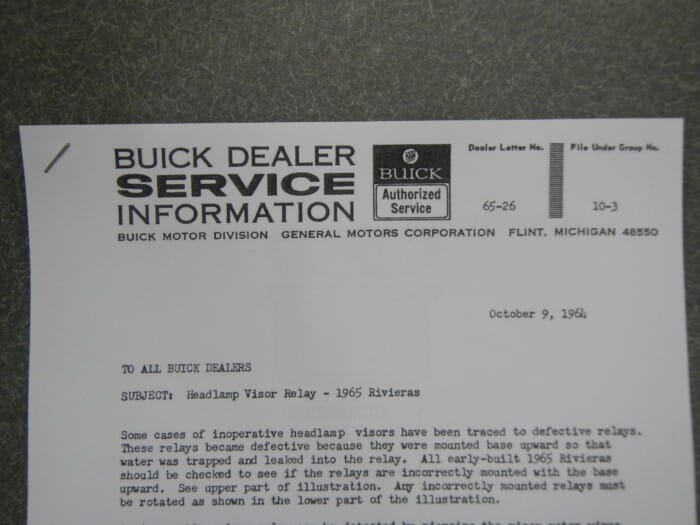 BUICK DEALER
SERVICE
INFORMATION
BUICK
Authorized
Service
Dealer Letter No.
65-26
File Under Group No.
10-3
BUICK MOTOR DIVISION GENERAL MOTORS CORPORATION FLINT, MICHIGAN 48550
October 9, 1964
TO ALL BUICK DEALERS
SUBJECT: Headlamp Visor Relay - 1965 Rivieras
Some cases of inoperative headlamp visors have been traced to defective relays.
These relays became defective because they were mounted base upward so that
water was trapped and leaked into the relay. All early-built 1965 Rivieras
should be checked to see if the relays are incorrectly mounted with the base
upward. See upper part of illustration. Any incorrectly mounted relays must
be rotated as shown in the lower part of the illustration.